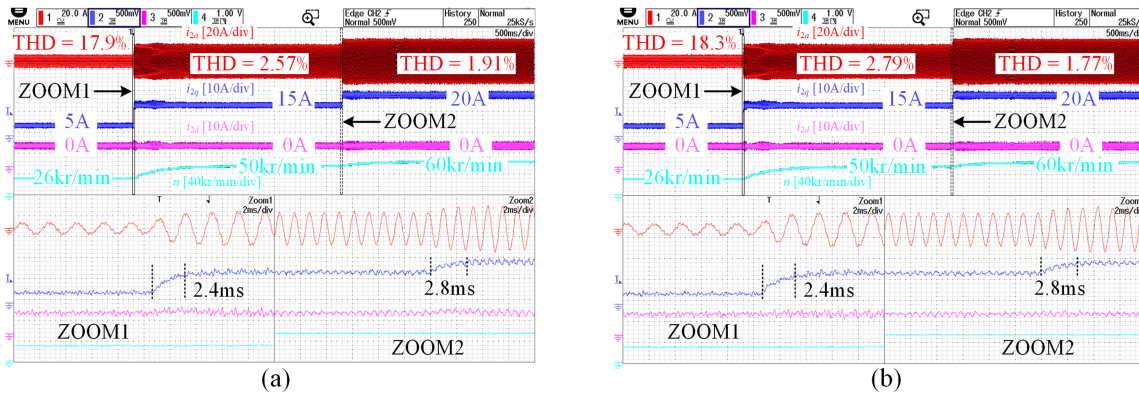 MENU 1 20.0 A 2 500mV 3 500mV 4 1.00 V Edge CH2 Normal 500mV History 250 Normal 25kS/s
500ms/div
THD = 17.9%
i2a [20A/div]
THD = 2.57%
THD = 1.91%
ZOOM1
i2q [10A/div]
15A
20A
5A
ZOOM2
i2d [10A/div]
0A
0A
0A
26kr/min
50kr/min
60kr/min
n [40kr/min/div]
T
Zoom1
2ms/div
Zoom2
2ms/div
2.4ms
2.8ms
ZOOM1
ZOOM2
(a)
MENU 1 20.0 A 2 500mV 3 500mV 4 1.00 V Edge CH2 Normal 500mV History 250 Normal 25kS/s
500ms/div
THD = 18.3%
i2a [20A/div]
THD = 2.79%
THD = 1.77%
ZOOM1
i2q [10A/div]
15A
20A
5A
ZOOM2
i2d [10A/div]
0A
0A
0A
26kr/min
50kr/min
60kr/min
n [40kr/min/div]
T
Zoom1
2ms/div
Zoom2
2ms/div
2.4ms
2.8ms
ZOOM1
ZOOM2
(b)